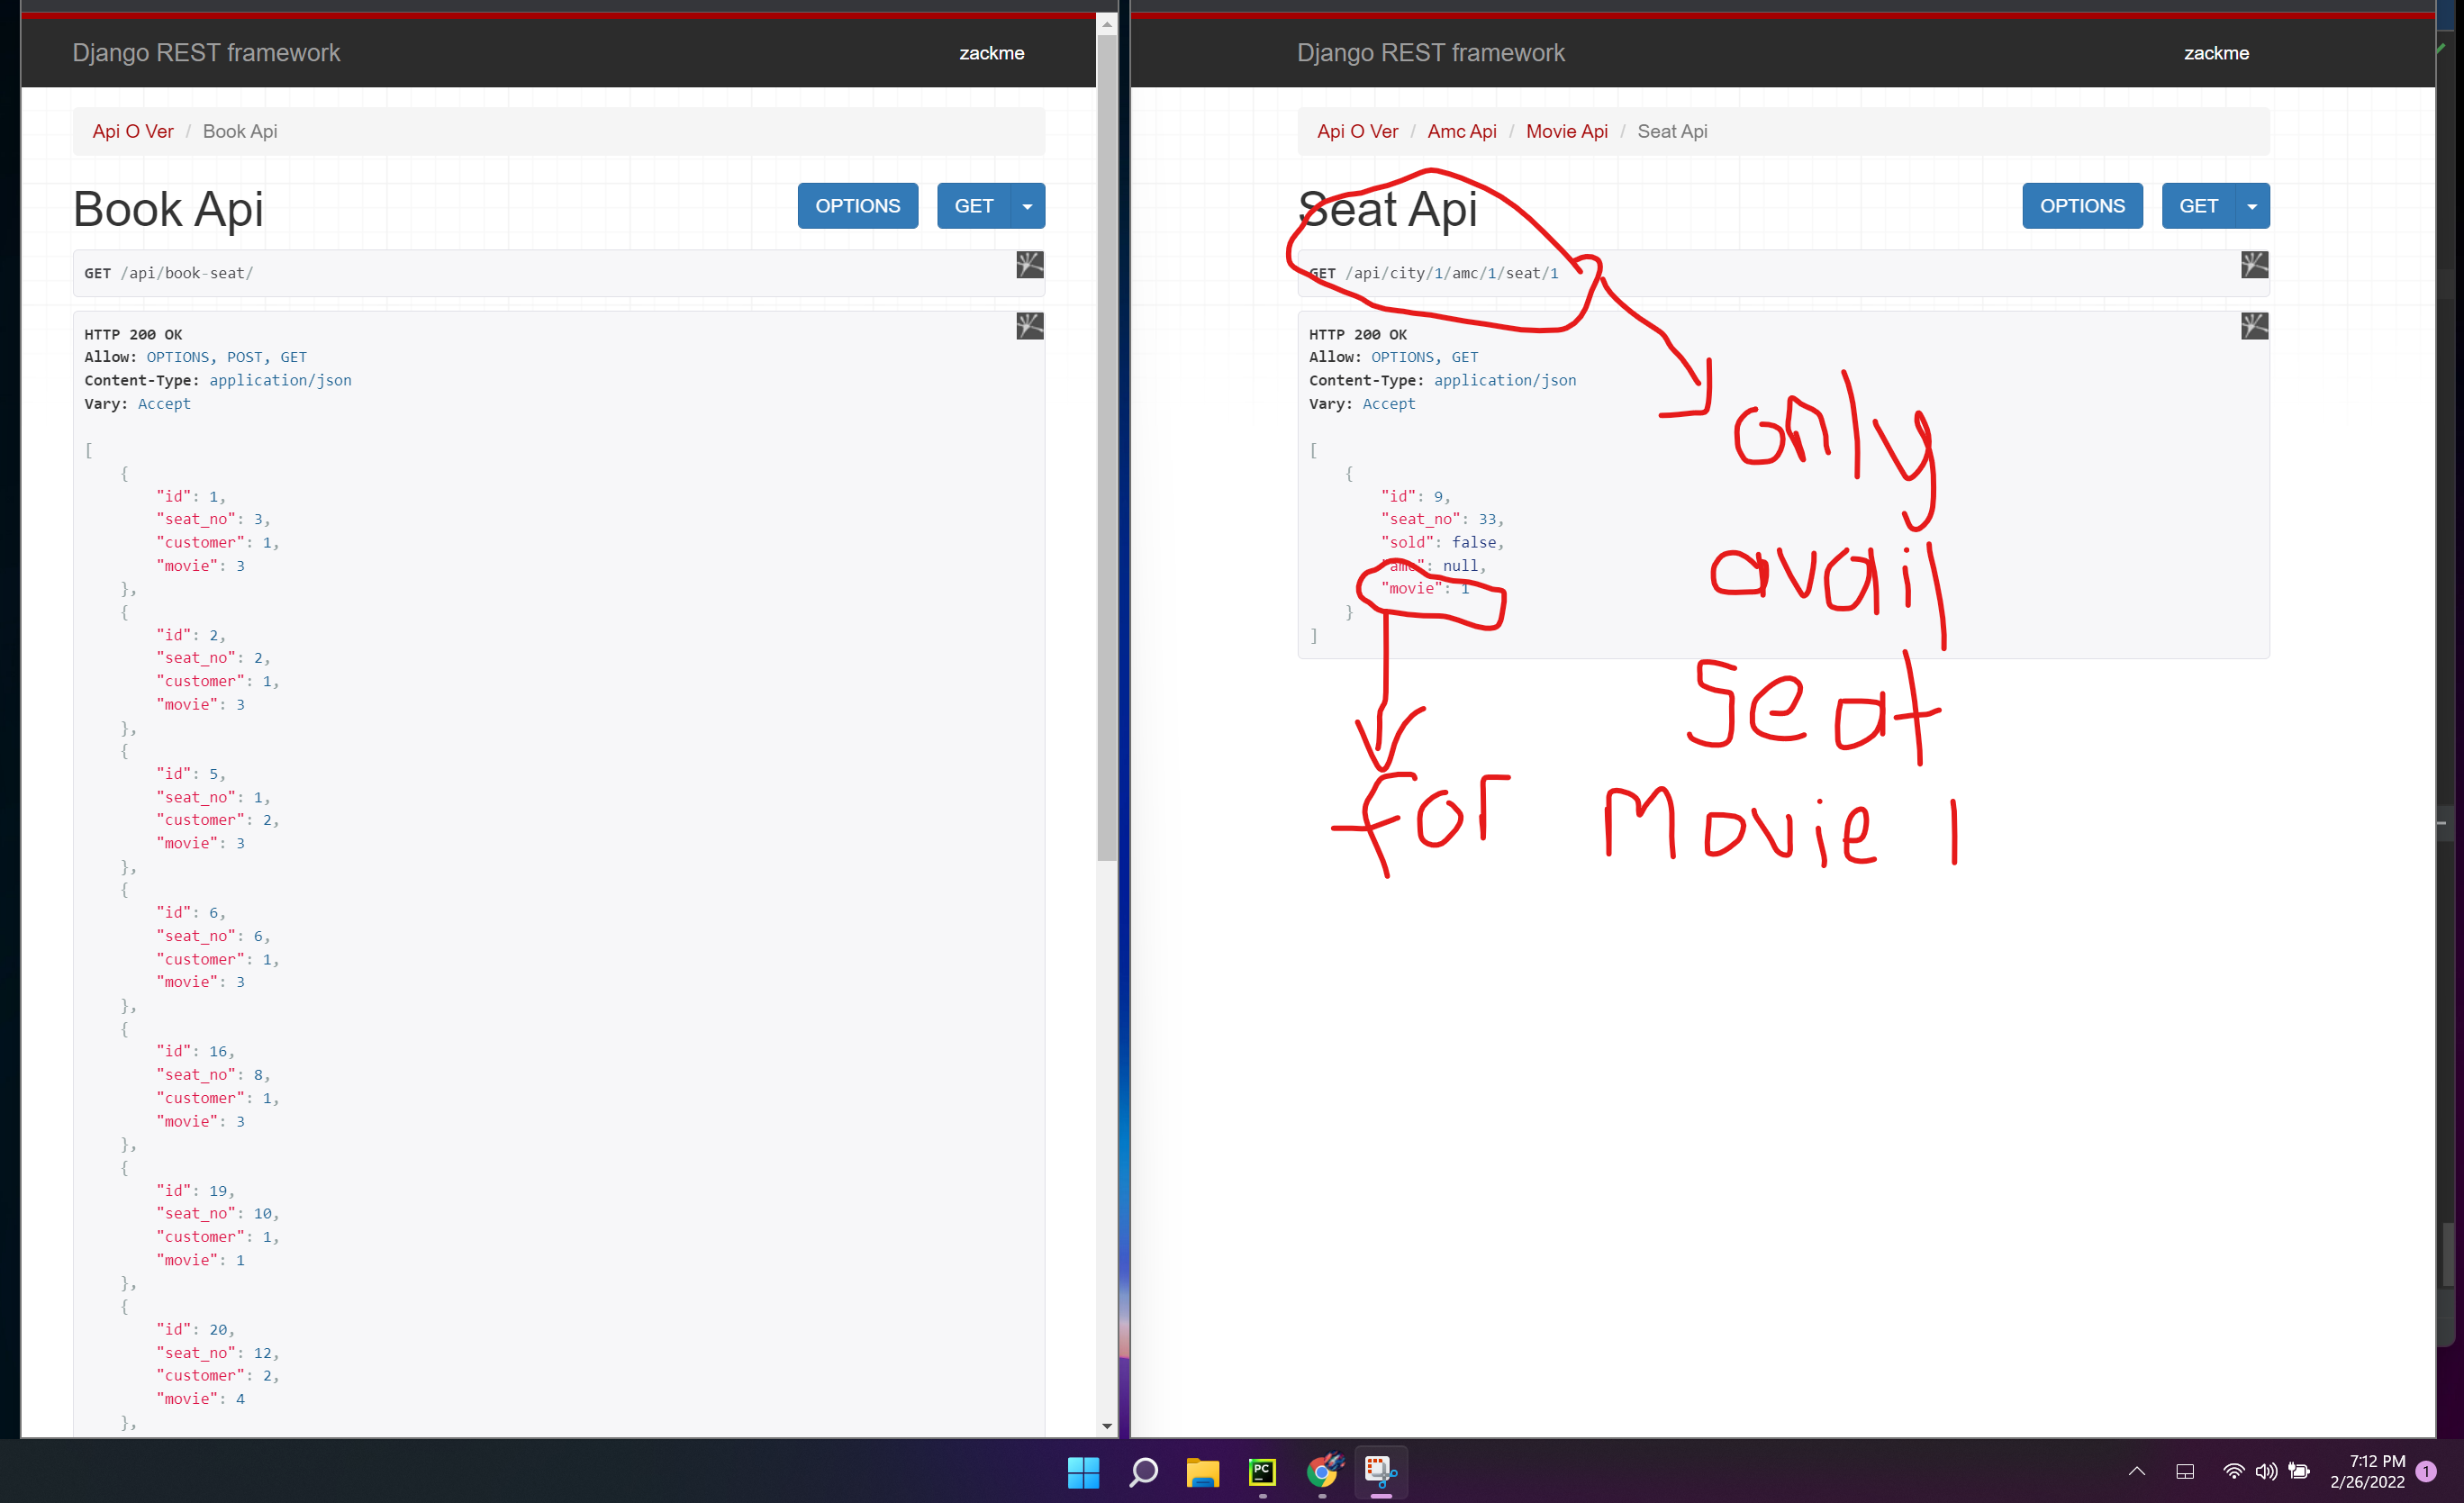 Django REST framework
zackme
Api O Ver / Book Api
Book Api
OPTIONS
GET
GET /api/book-seat/
HTTP 200 OK
Allow: OPTIONS, POST, GET
Content-Type: application/json
Vary: Accept
[
{
"id": 1,
"seat_no": 3,
"customer": 1,
"movie": 3
},
{
"id": 2,
"seat_no": 2,
"customer": 1,
"movie": 3
},
{
"id": 5,
"seat_no": 1,
"customer": 2,
"movie": 3
},
{
"id": 6,
"seat_no": 6,
"customer": 1,
"movie": 3
},
{
"id": 16,
"seat_no": 8,
"customer": 1,
"movie": 3
},
{
"id": 19,
"seat_no": 10,
"customer": 1,
"movie": 1
},
{
"id": 20,
"seat_no": 12,
"customer": 2,
"movie": 4
},
Django REST framework
zackme
Api O Ver / Amc Api / Movie Api / Seat Api
Seat Api
OPTIONS
GET
GET /api/city/1/amc/1/seat/1
HTTP 200 OK
Allow: OPTIONS, GET
Content-Type: application/json
Vary: Accept
[
{
"id": 9,
"seat_no": 33,
"sold": false,
"amc": null,
"movie": 1
}
]
only
avail
seat
for Movie 1
PC
7:12 PM
2/26/2022
1